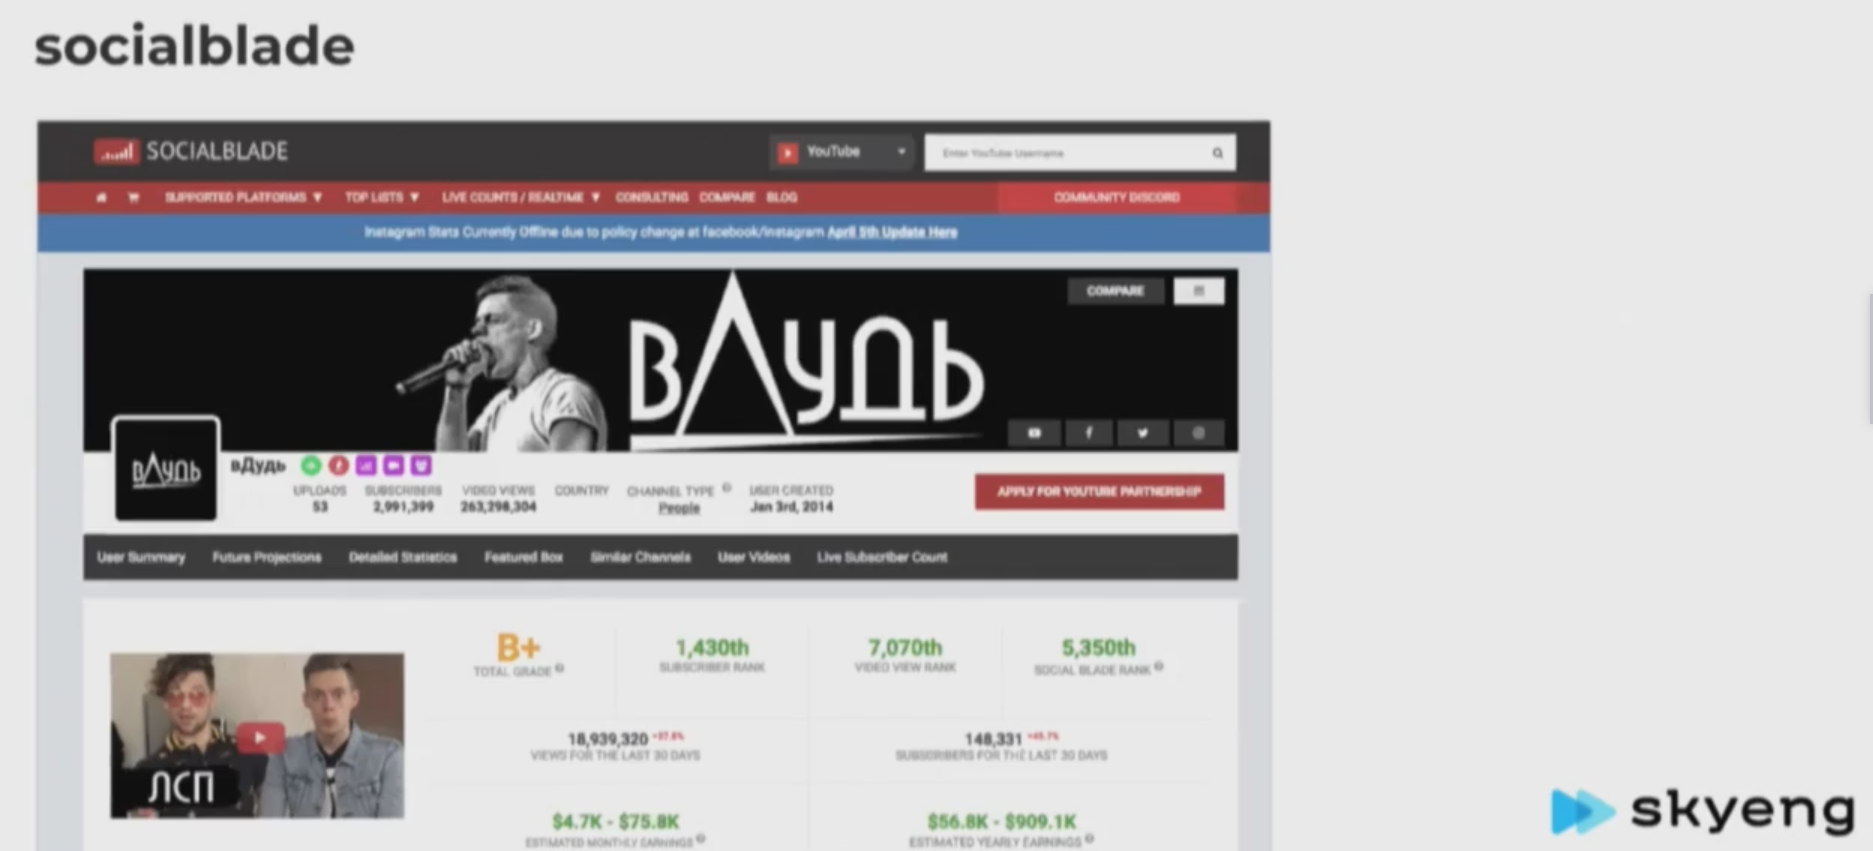 socialblade
SOCIALBLADE
YouTube
Enter YouTube Username
SUPPORTED PLATFORMS TOP LISTS LIVE COUNTS / REALTIME CONSULTING COMPARE BLOG COMMUNITY DISCORD
Instagram Stats Currently Offline due to policy change at facebook/instagram April 5th Update Here
COMPARE
вДудь
вДудь
вДудь
UPLOADS SUBSCRIBERS VIDEO VIEWS COUNTRY CHANNEL TYPE USER CREATED
53 2,991,399 263,298,304 People Jan 3rd, 2014
APPLY FOR YOUTUBE PARTNERSHIP
User Summary Future Projections Detailed Statistics Featured Box Similar Channels User Videos Live Subscriber Count
ЛСП
B+ 1,430th 7,070th 5,350th
TOTAL GRADE SUBSCRIBER RANK VIDEO VIEW RANK SOCIAL BLADE RANK
18,939,320 148,331
VIEWS FOR THE LAST 30 DAYS SUBSCRIBERS FOR THE LAST 30 DAYS
$4.7K - $75.8K $56.8K - $909.1K
ESTIMATED MONTHLY EARNINGS ESTIMATED YEARLY EARNINGS
skyeng